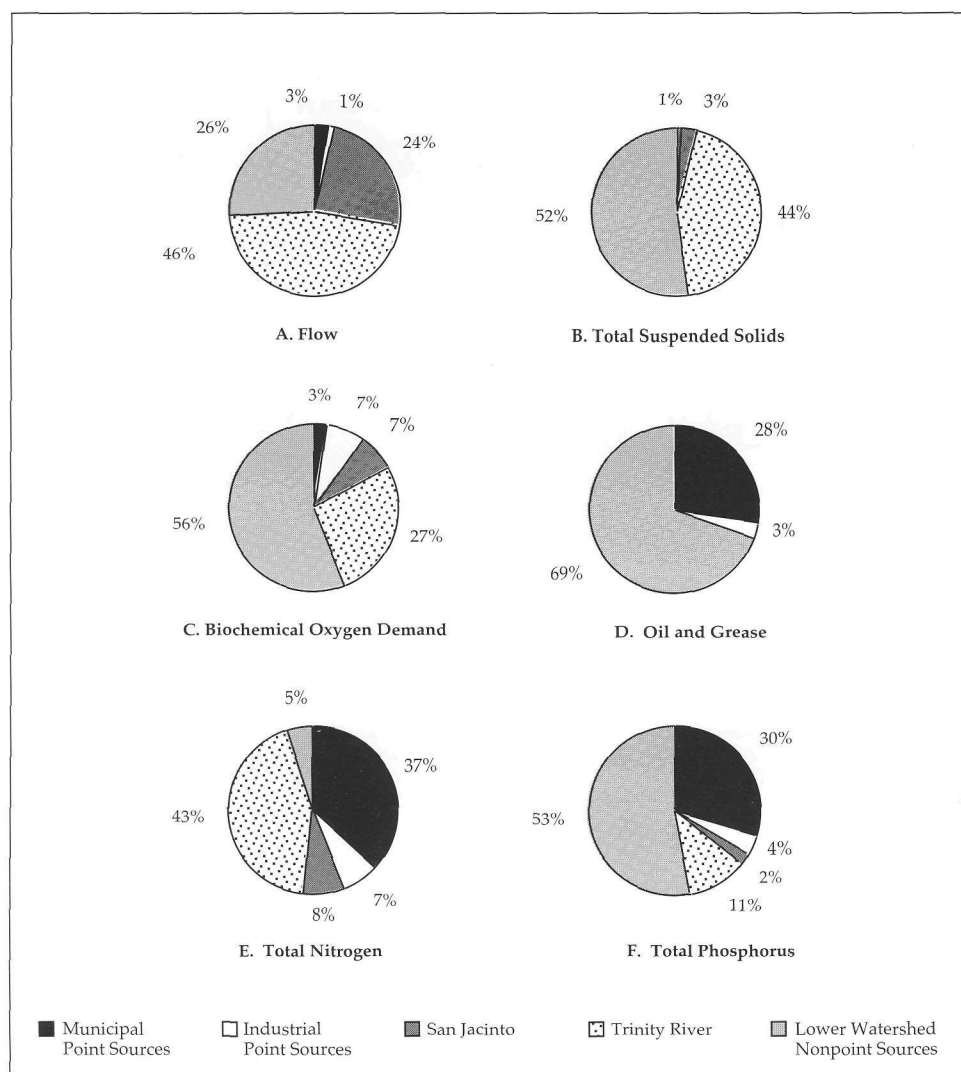 3%
1%
26%
24%
46%
A. Flow
1%
3%
52%
44%
B. Total Suspended Solids
3%
7%
7%
56%
27%
C. Biochemical Oxygen Demand
28%
3%
69%
D. Oil and Grease
5%
37%
43%
7%
8%
E. Total Nitrogen
30%
53%
4%
2%
11%
F. Total Phosphorus
Municipal
Point Sources
Industrial
Point Sources
San Jacinto
Trinity River
Lower Watershed
Nonpoint Sources